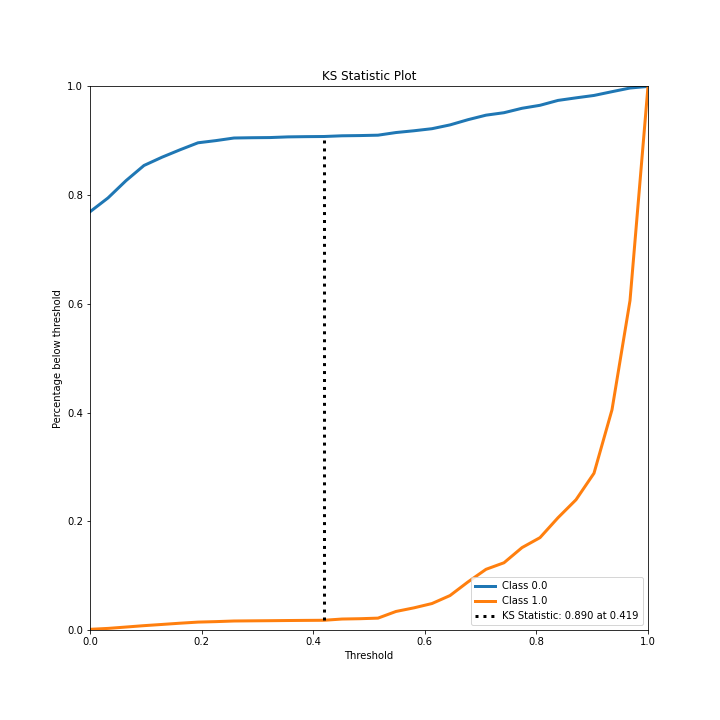 KS Statistic Plot
1.0
0.8
0.6
0.4
0.2
0.0
Percentage below threshold
0.0 0.2 0.4 0.6 0.8 1.0
Threshold
Class 0.0
Class 1.0
KS Statistic: 0.890 at 0.419